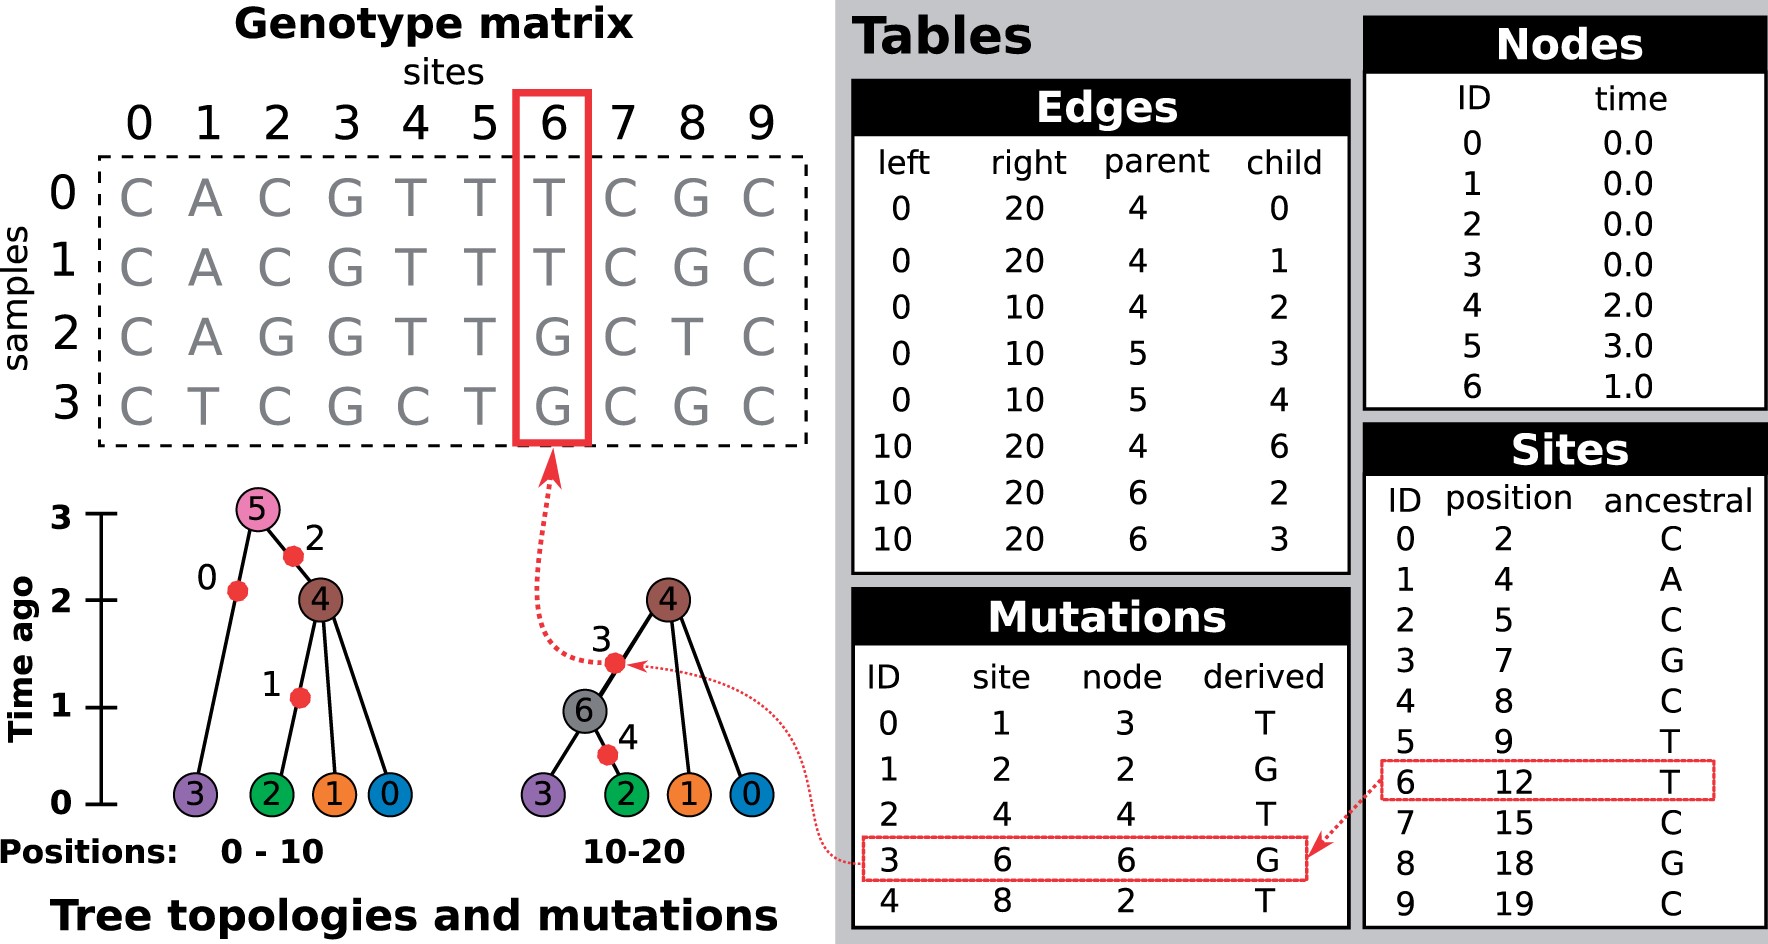 Genotype matrix
sites
0 1 2 3 4 5 6 7 8 9
samples
0 C A C G T T T C G C
1 C A C G T T T C G C
2 C A G G T T G C T C
3 C T C G C T G C G C
Time ago
3
2
1
0
5
2
0
4
1
3 2 1 0
4
3
6
4
3 2 1 0
Positions: 0 - 10 10-20
Tree topologies and mutations
Tables
Edges
left right parent child
0 20 4 0
0 20 4 1
0 10 4 2
0 10 5 3
0 10 5 4
10 20 4 6
10 20 6 2
10 20 6 3
Mutations
ID site node derived
0 1 3 T
1 2 2 G
2 4 4 T
3 6 6 G
4 8 2 T
Nodes
ID time
0 0.0
1 0.0
2 0.0
3 0.0
4 2.0
5 3.0
6 1.0
Sites
ID position ancestral
0 2 C
1 4 A
2 5 C
3 7 G
4 8 C
5 9 T
6 12 T
7 15 C
8 18 G
9 19 C